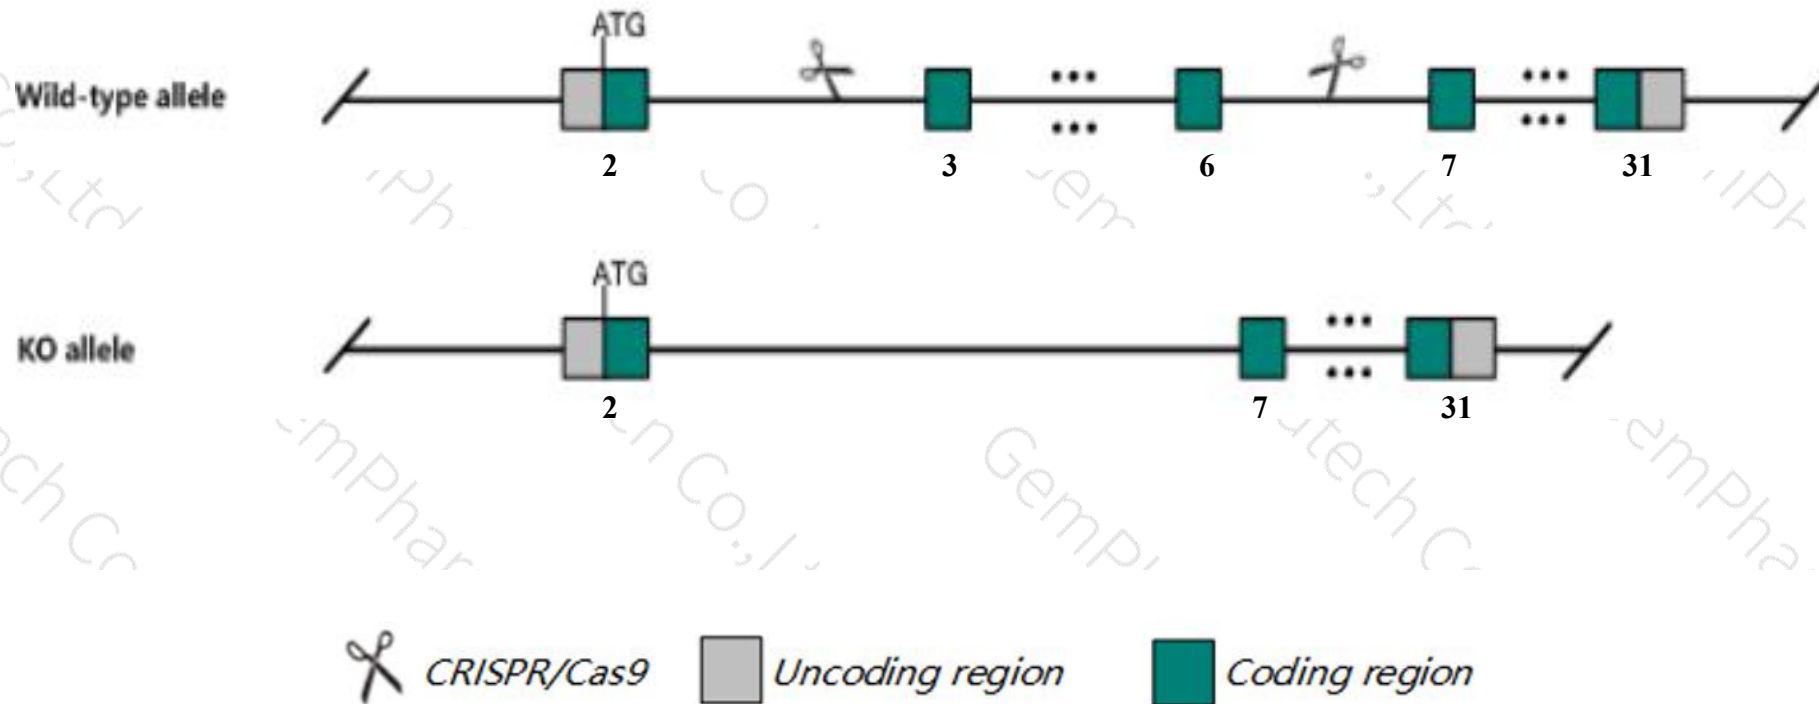 ATG
Wild-type allele
2 3 6 7 31
ATG
KO allele
2 7 31
CRISPR/Cas9 Uncoding region Coding region